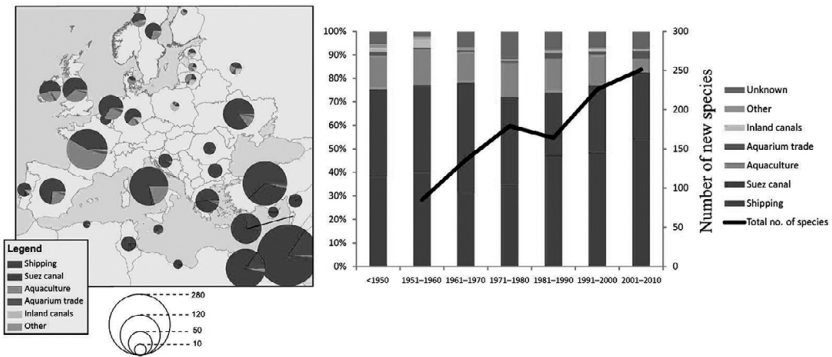 Legend
Shipping
Suez canal
Aquaculture
Aquarium trade
Inland canals
Other
280
120
50
10
100%
90%
80%
70%
60%
50%
40%
30%
20%
10%
0%
<1950
1951–1960
1961–1970
1971–1980
1981–1990
1991–2000
2001–2010
300
250
200
150
100
50
0
Number of new species
Unknown
Other
Inland canals
Aquarium trade
Aquaculture
Suez canal
Shipping
Total no. of species